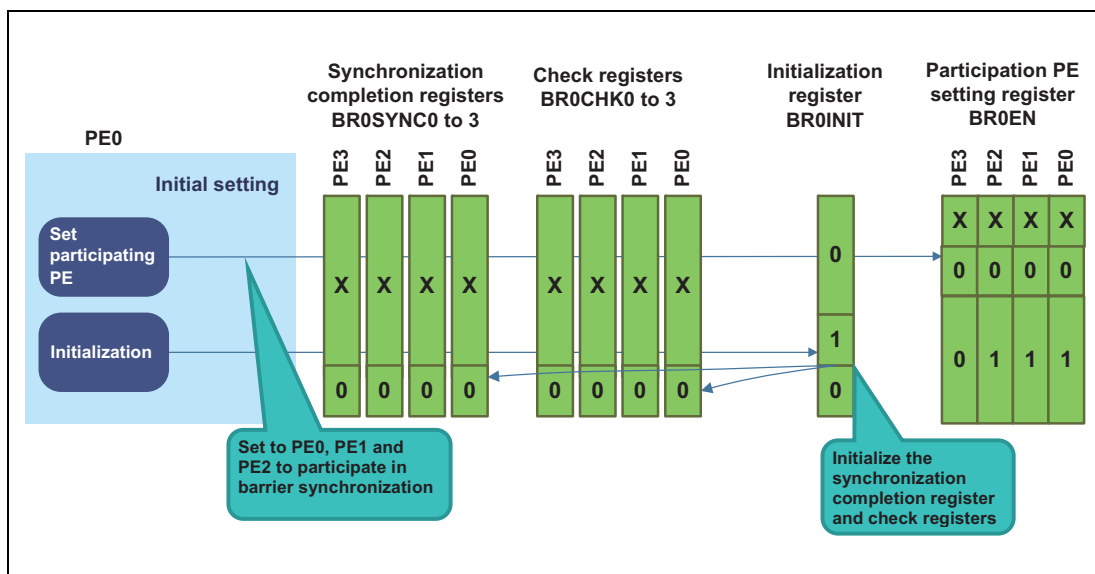 Synchronization
completion registers
BR0SYNC0 to 3
Check registers
BR0CHK0 to 3
Initialization
register
BR0INIT
Participation PE
setting register
BR0EN
PE0
Initial setting
PE3
PE2
PE1
PE0
PE3
PE2
PE1
PE0
PE3
PE2
PE1
PE0
Set
participating
PE
X X X X
X X X X
0
X X X X
0 0 0 0
Initialization
1
0 1 1 1
0 0 0 0
0 0 0 0
0
Set to PE0, PE1 and
PE2 to participate in
barrier synchronization
Initialize the
synchronization
completion register
and check registers